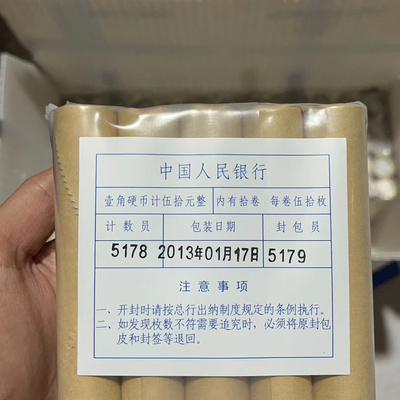 中国人民银行
壹角硬币计伍拾元整 内有拾卷 每卷伍拾枚
计数员 包装日期 封包员
5178 2013年01月17日 5179
注意事项
一、开封时请按总行出纳制度规定的条例执行。
二、如发现枚数不符需要追究时,必须将原封包
皮和封签等退回。